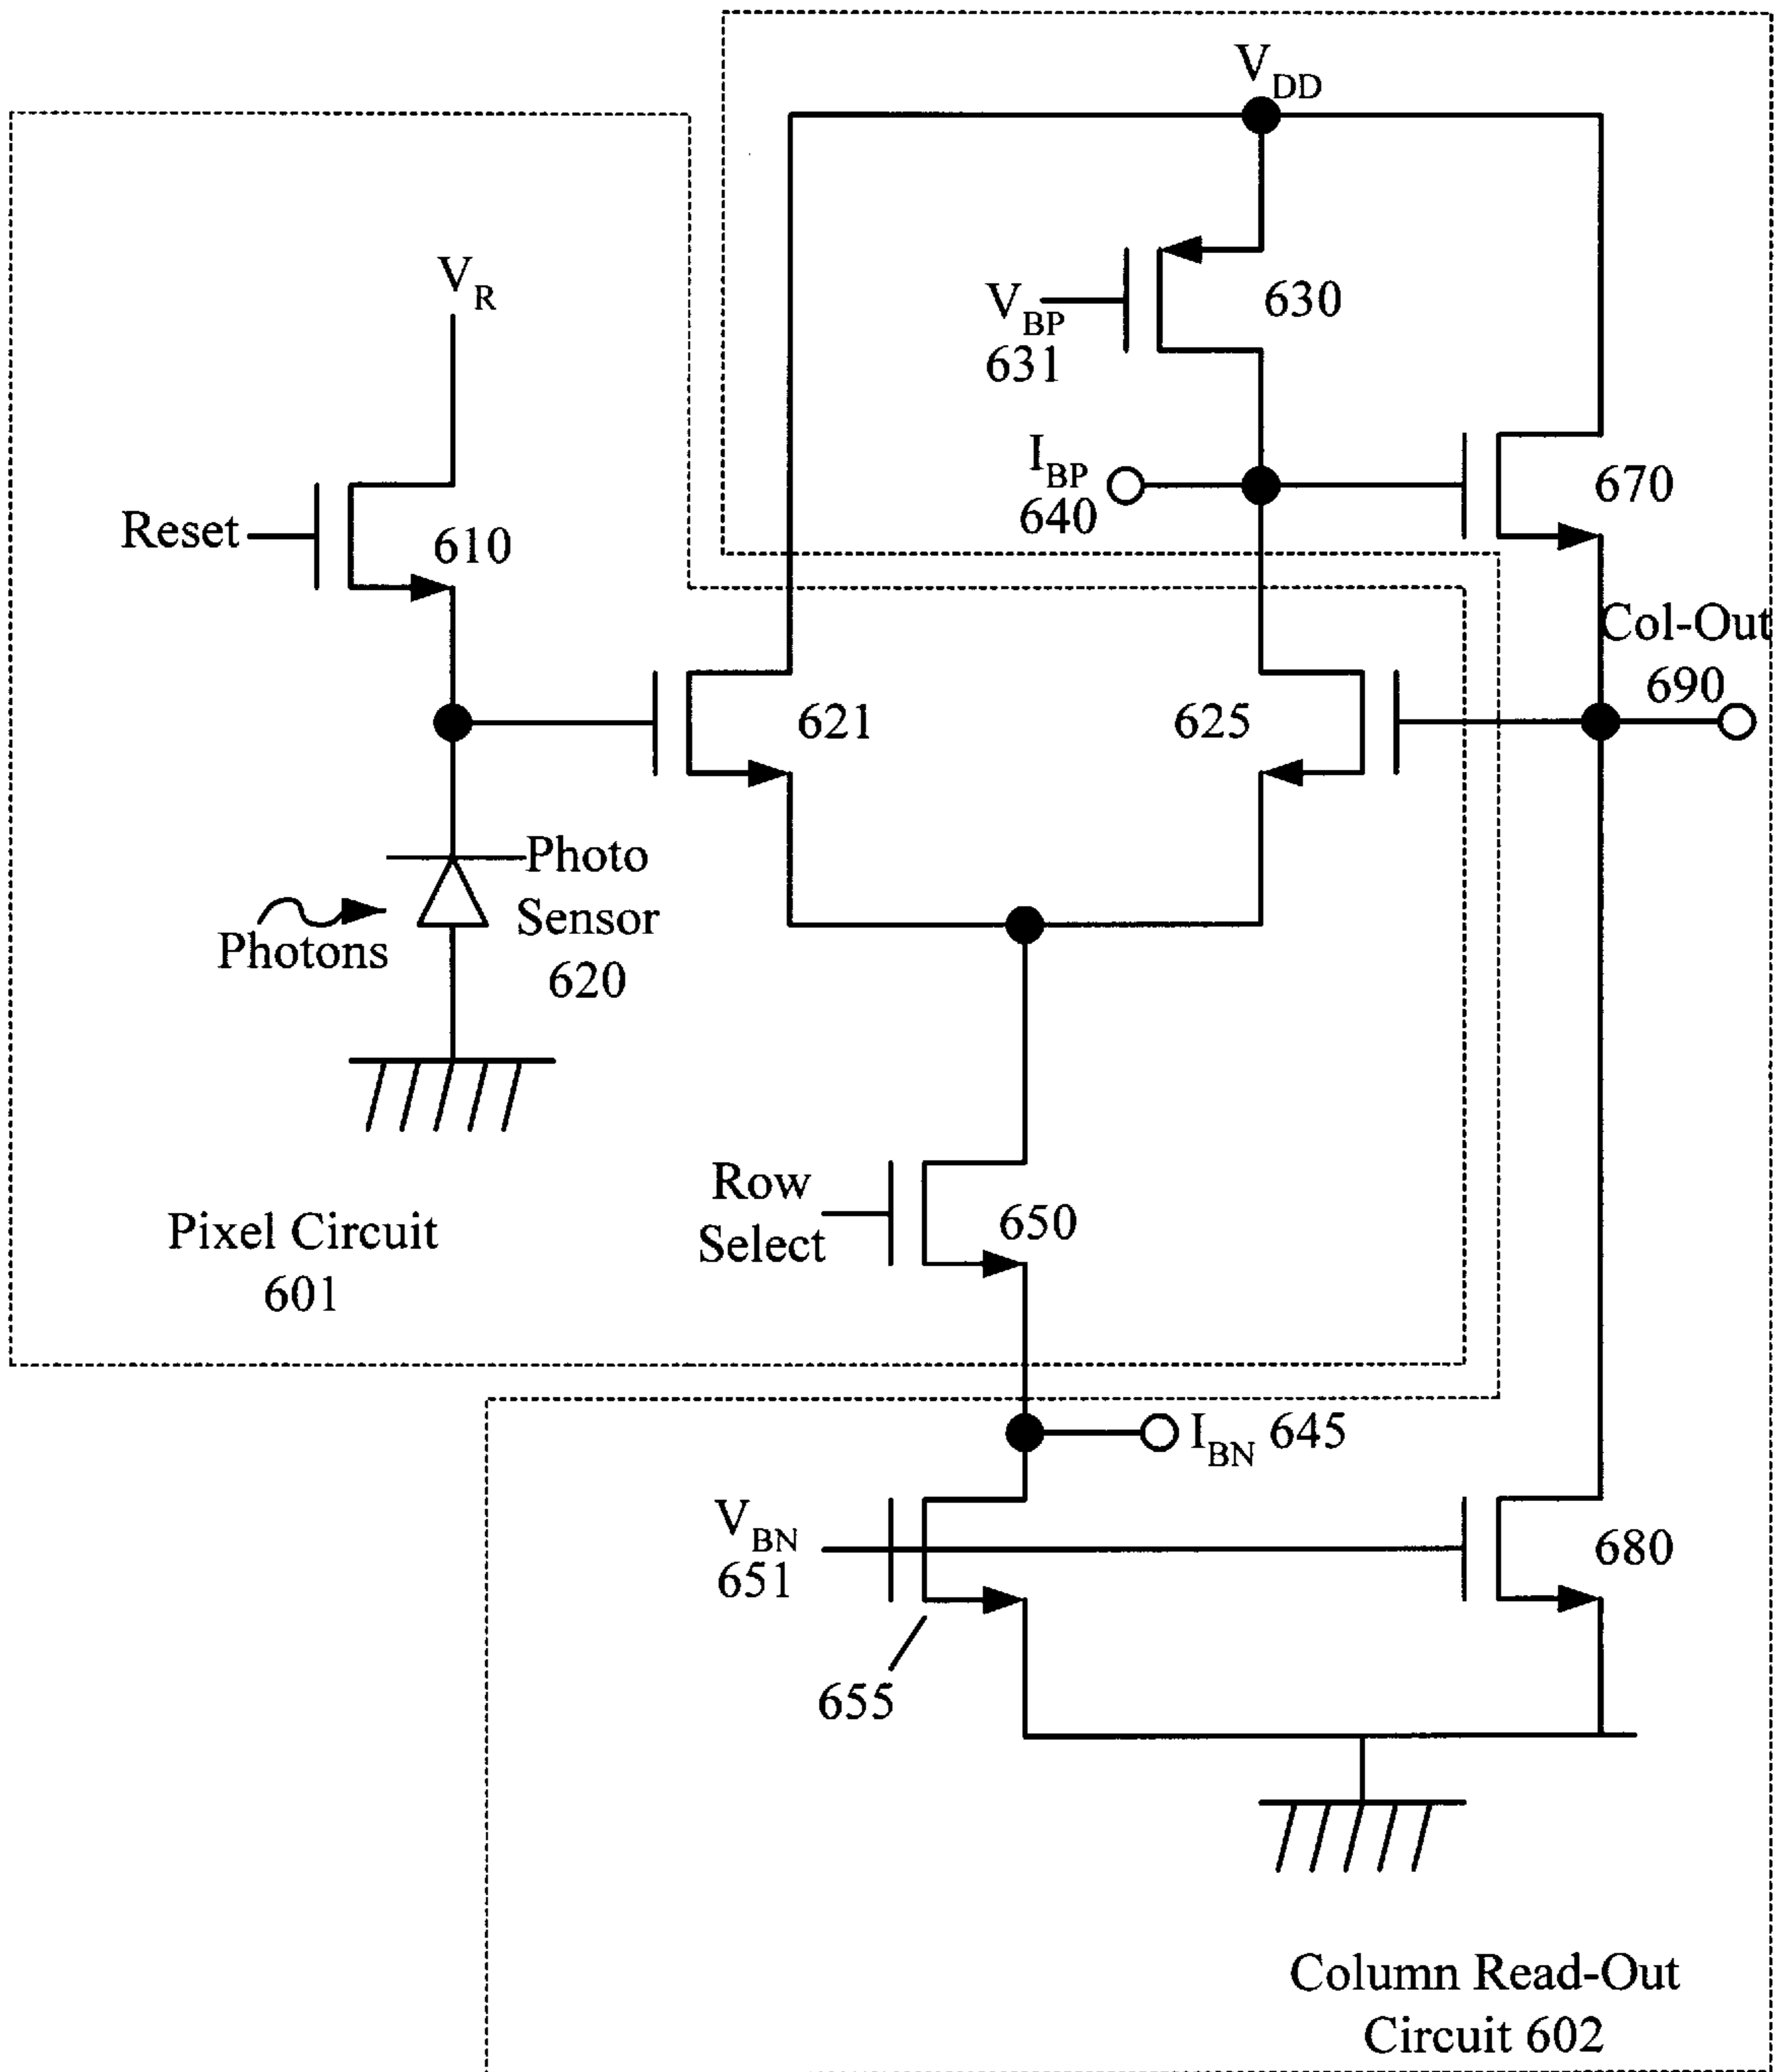 V_DD
V_R
V_BP
631
630
I_BP
640
670
Reset
610
Col-Out
690
621
625
Photo
Sensor
620
Photons
Row
Select
650
Pixel Circuit
601
I_BN 645
V_BN
651
680
655
Column Read-Out
Circuit 602